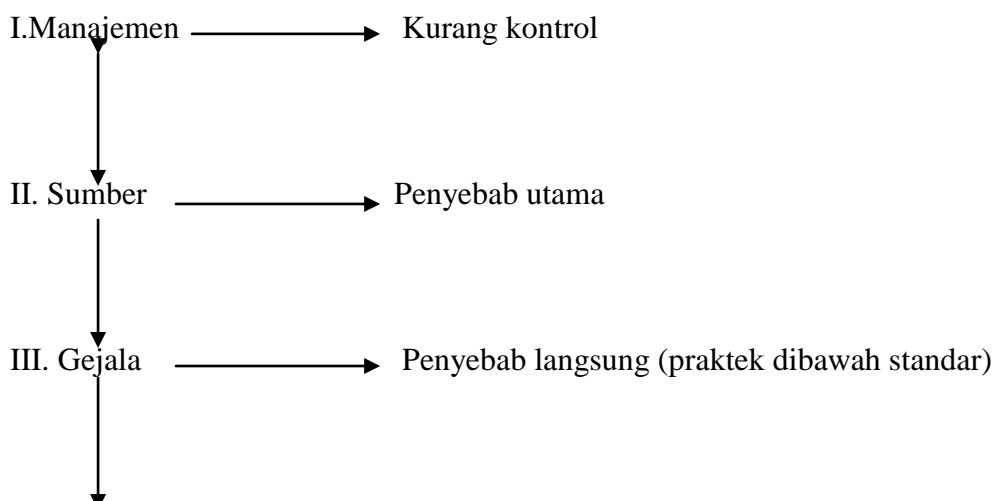 I.Manajemen Kurang kontrol
II. Sumber Penyebab utama
III. Gejala Penyebab langsung (praktek dibawah standar)